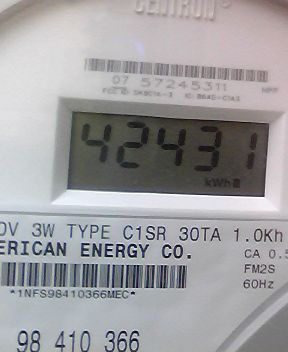 CENTRON®
07 57245311
42431
kWh
0V 3W TYPE C1SR 30TA 1.0Kh
ERICAN ENERGY CO.
CA 0.5
FM2S
60Hz
*1NFS98410366MEC*
98 410 366